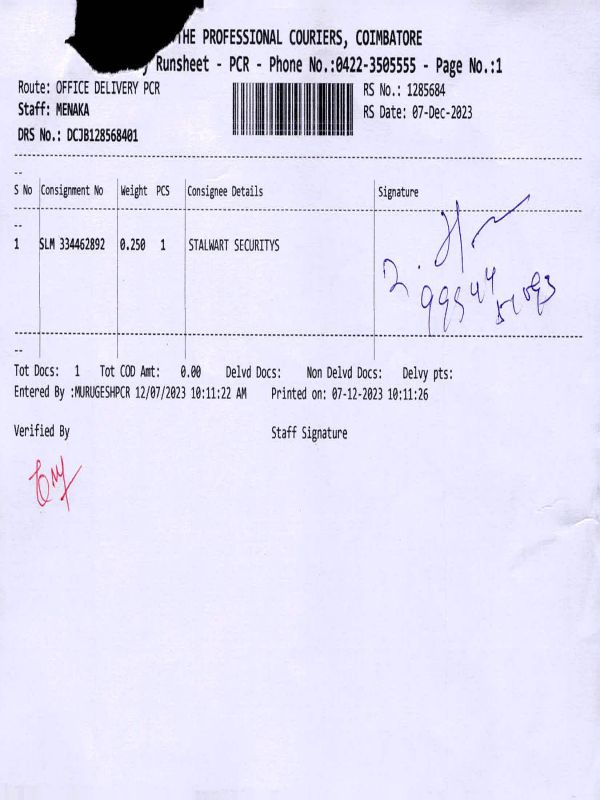 THE PROFESSIONAL COURIERS, COIMBATORE
Runsheet - PCR - Phone No.:0422-3505555 - Page No.:1
Route: OFFICE DELIVERY PCR
RS No.: 1285684
Staff: MENAKA
RS Date: 07-Dec-2023
DRS No.: DCJB128568401
--
S No Consignment No Weight PCS Consignee Details Signature
--
1 SLM 334462892 0.250 1 STALWART SECURITYS
--
Tot Docs: 1 Tot COD Amt: 0.00 Delvd Docs: Non Delvd Docs: Delvy pts:
Entered By :MURUGESHPCR 12/07/2023 10:11:22 AM Printed on: 07-12-2023 10:11:26
Verified By Staff Signature